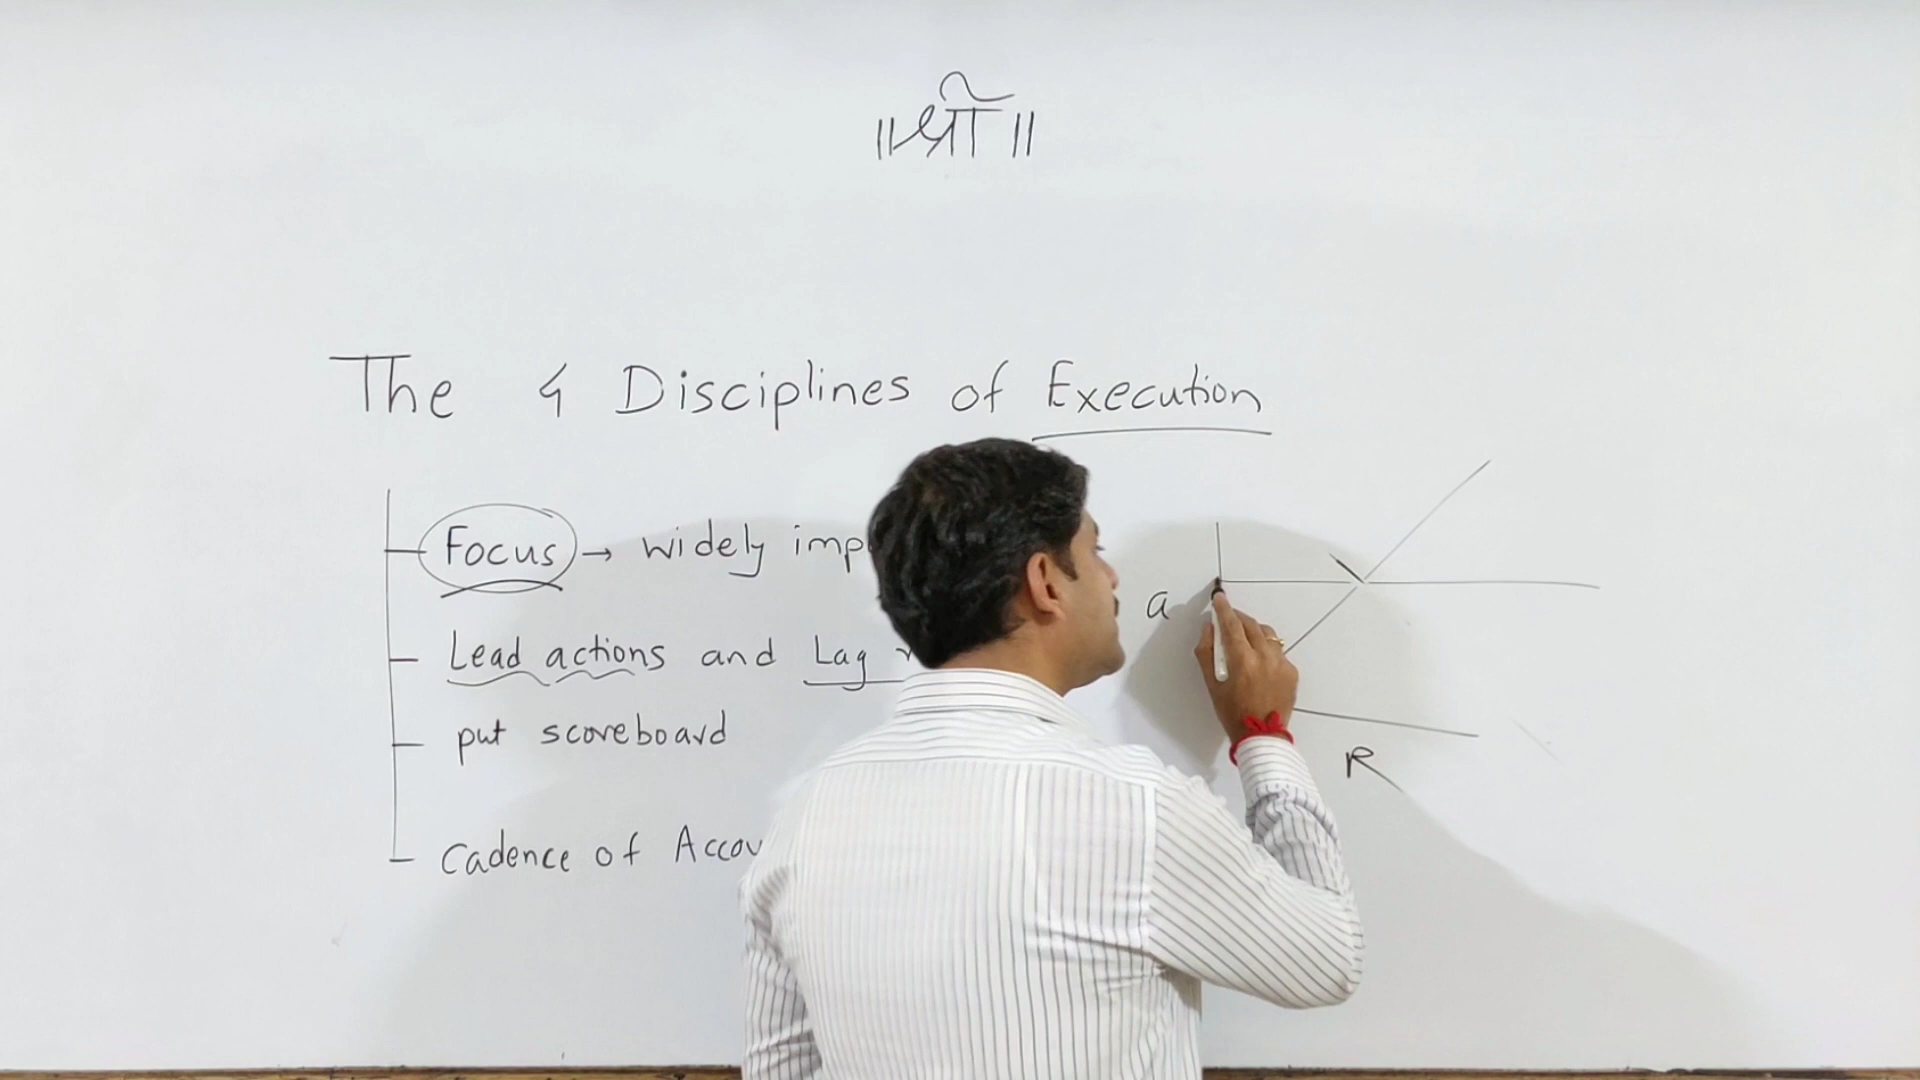 ॥श्री॥
The 4 Disciplines of Execution
Focus → widely imp
Lead actions and Lag
put scoreboard
Cadence of Accou
a
R